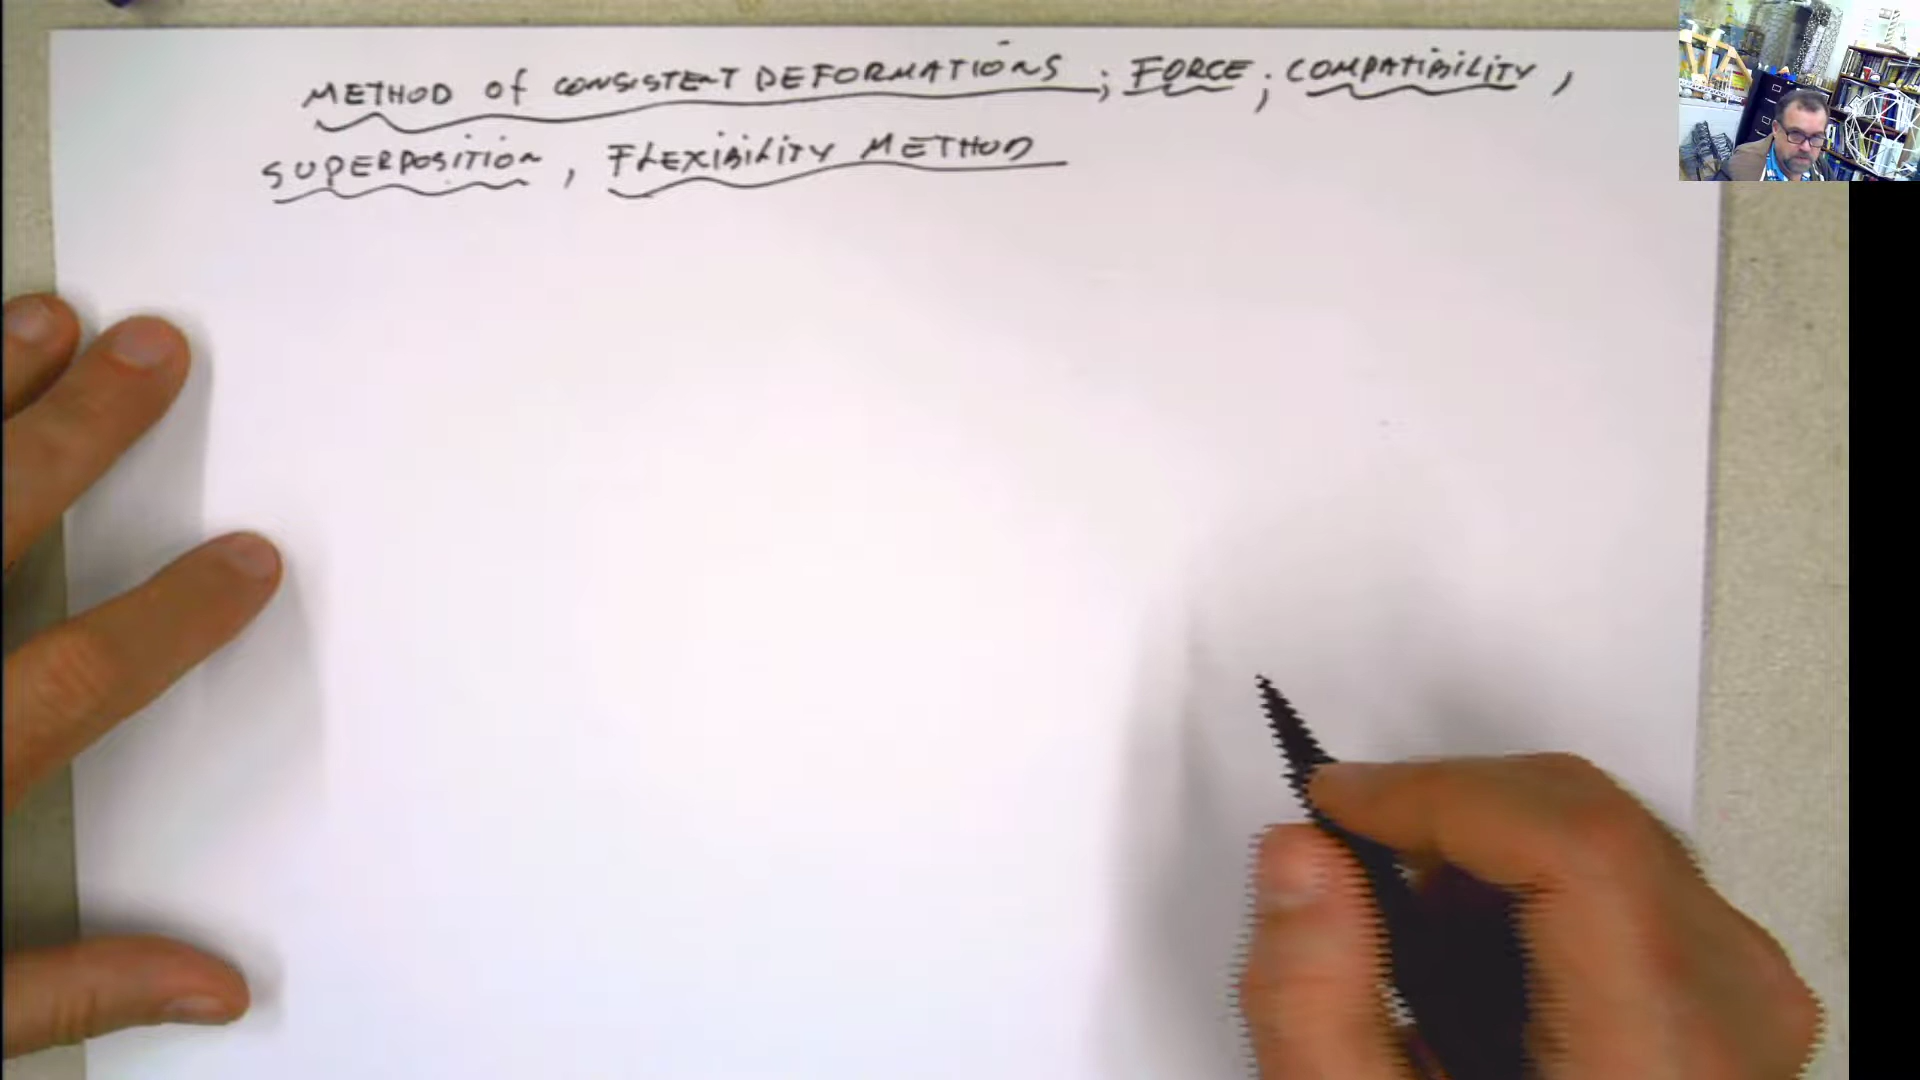 METHOD of CONSISTENT DEFORMATIONS ; FORCE ; COMPATIBILITY ,
SUPERPOSITION , FLEXIBILITY METHOD